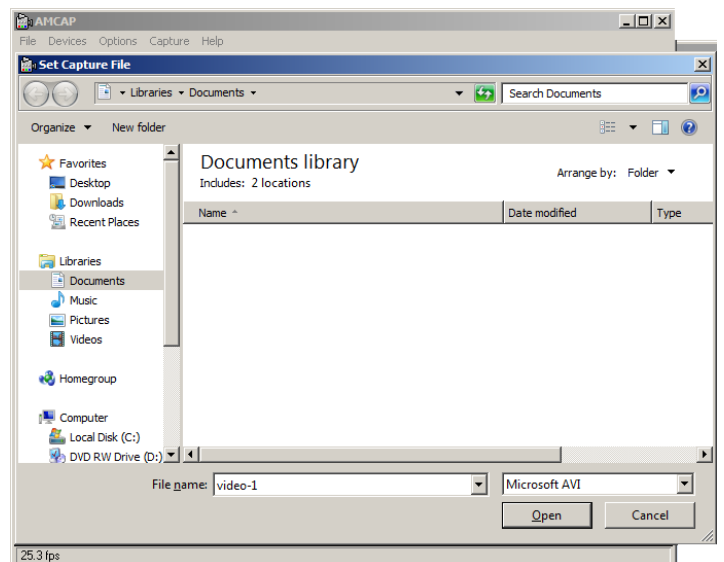 AMCAP
File Devices Options Capture Help
Set Capture File
Libraries Documents
Search Documents
Organize New folder
Favorites
Desktop
Downloads
Recent Places
Libraries
Documents
Music
Pictures
Videos
Homegroup
Computer
Local Disk (C:)
DVD RW Drive (D:)
Documents library
Includes: 2 locations
Arrange by: Folder
Name Date modified Type
File name: video-1
Microsoft AVI
Open Cancel
25.3 fps